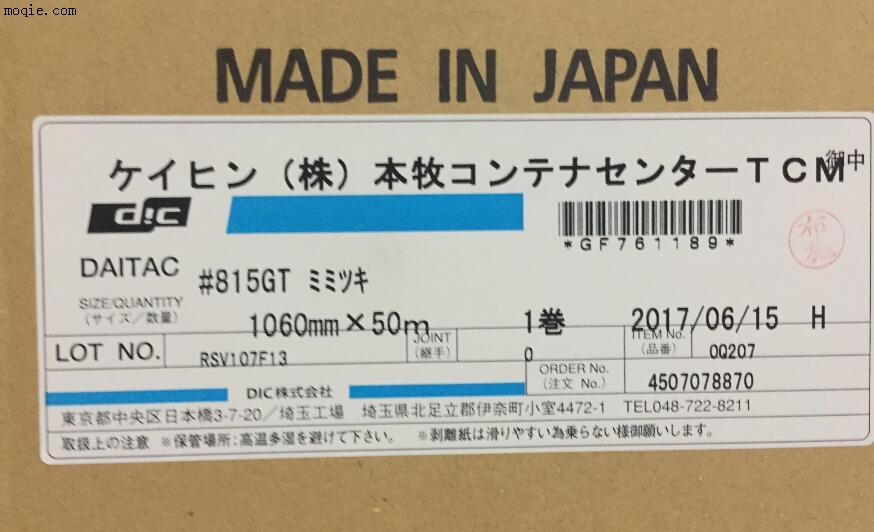 moqie.com
MADE IN JAPAN
ケイヒン（株）本牧コンテナセンターTCM 御中
dic
*GF761189*
布施
DAITAC #815GT ミミツキ
SIZE/QUANTITY
（サイズ／数量） 1060mm×50m 1巻 2017/06/15 H
LOT NO. RSV107F13 JOINT（継手） 0 ITEM No.（品番） 0Q207
ORDER No.（注文 No.） 4507078870
DIC株式会社
東京都中央区日本橋3-7-20／埼玉工場 埼玉県北足立郡伊奈町小室4472-1 TEL048-722-8211
取扱上の注意 ※保管場所：高温多湿を避けて下さい。 ※剥離紙は滑りやすい為乗らない様御願いします。